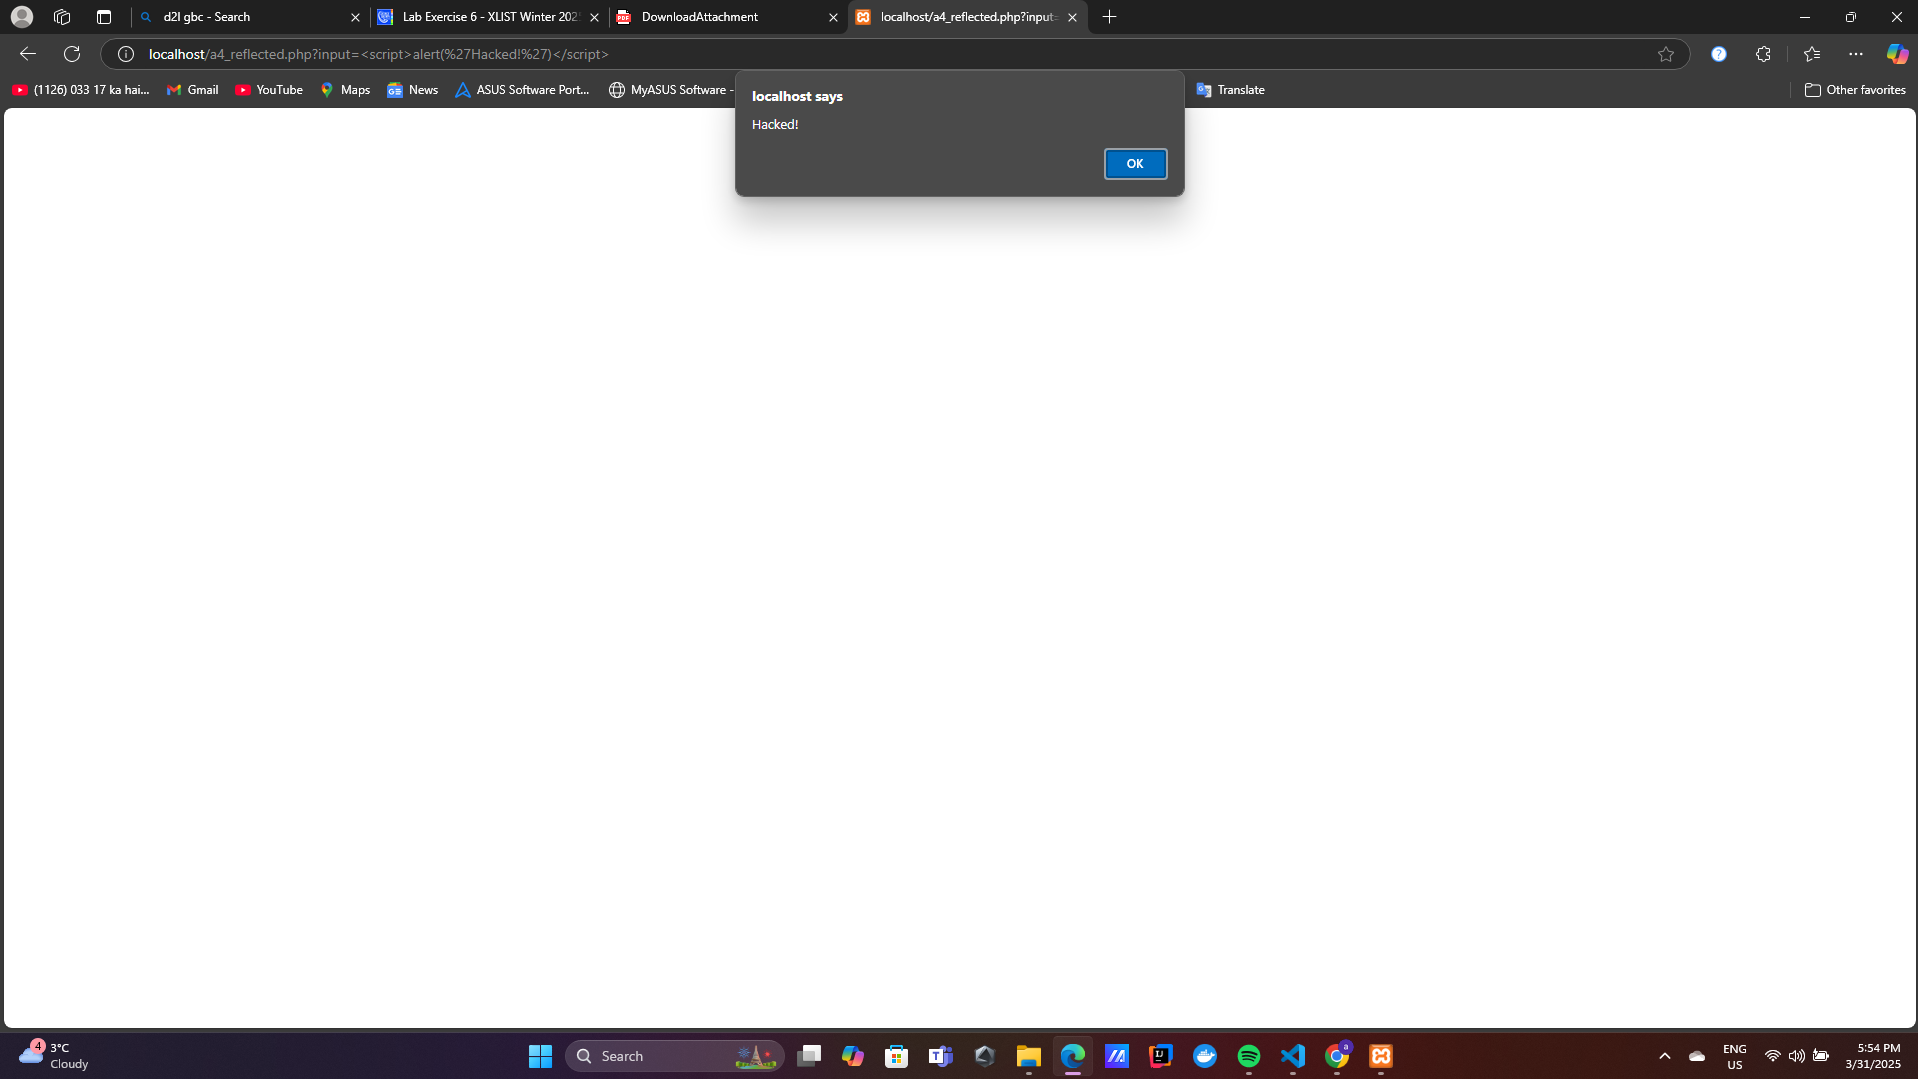 d2l gbc - Search
Lab Exercise 6 - XLIST Winter 202
DownloadAttachment
localhost/a4_reflected.php?input=
localhost/a4_reflected.php?input=<script>alert(%27Hacked!%27)</script>
(1126) 033 17 ka hai...
Gmail
YouTube
Maps
News
ASUS Software Port...
MyASUS Software -
Translate
Other favorites
localhost says
Hacked!
OK
4
3°C
Cloudy
Search
ENG
US
5:54 PM
3/31/2025